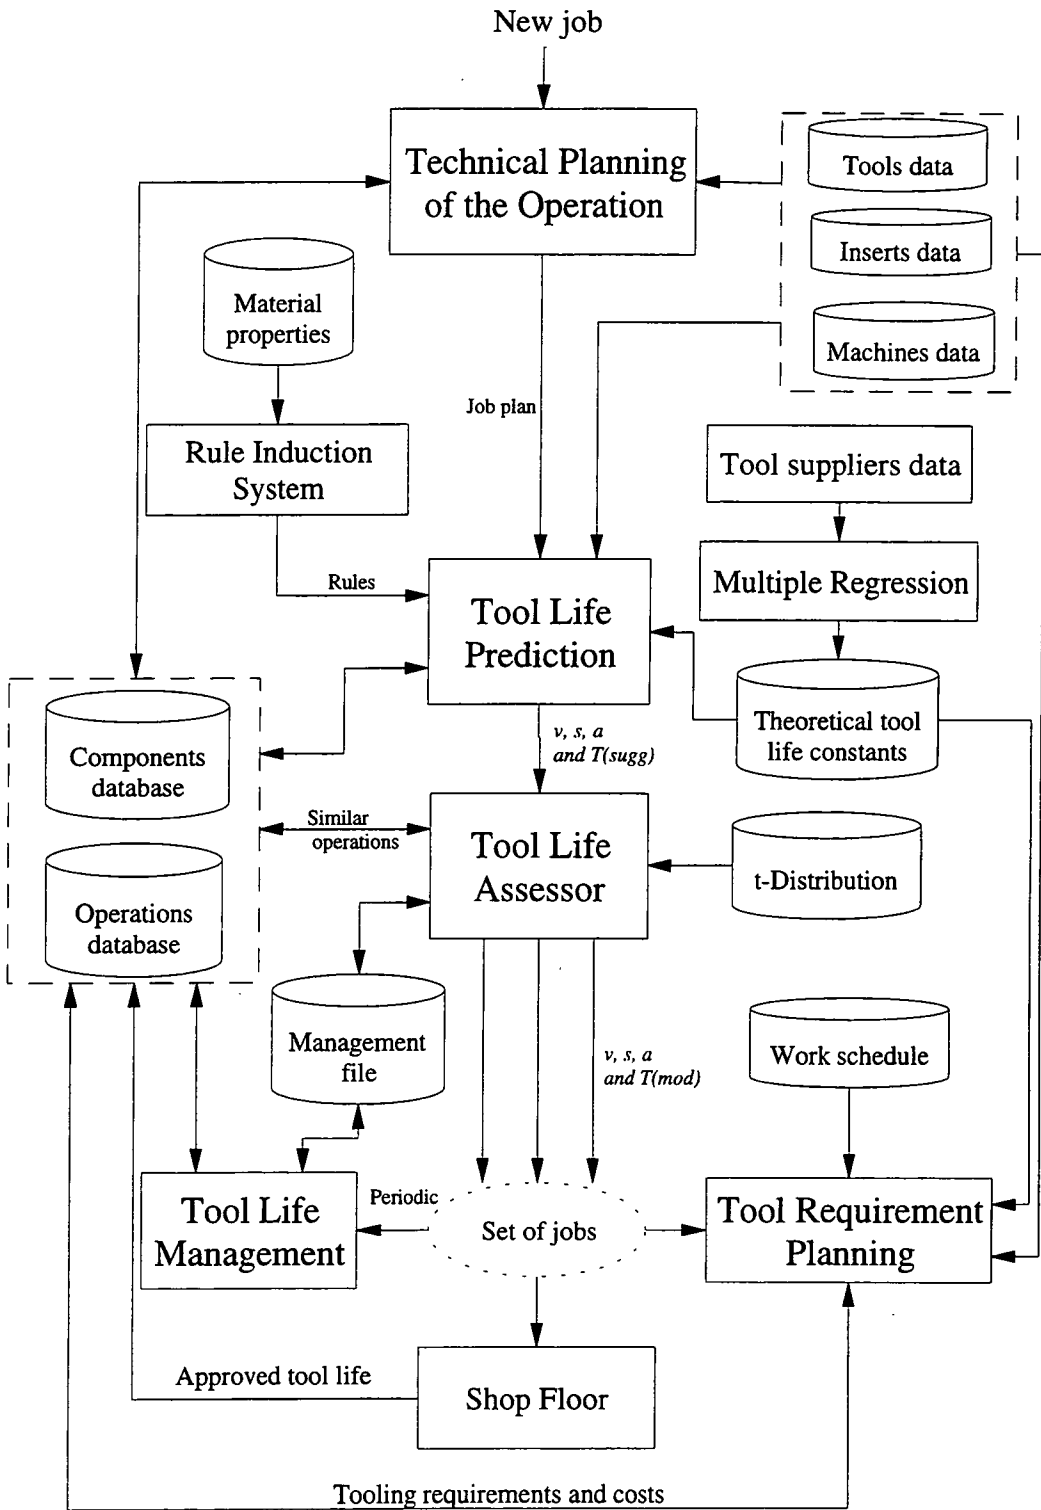 New job
Technical Planning
of the Operation
Tools data
Inserts data
Machines data
Material
properties
Job plan
Rule Induction
System
Tool suppliers data
Rules
Multiple Regression
Tool Life
Prediction
Theoretical tool
life constants
v, s, a
and T(sugg)
Components
database
Similar
operations
Tool Life
Assessor
t-Distribution
Operations
database
Management
file
v, s, a
and T(mod)
Work schedule
Periodic
Tool Life
Management
Set of jobs
Tool Requirement
Planning
Approved tool life
Shop Floor
Tooling requirements and costs